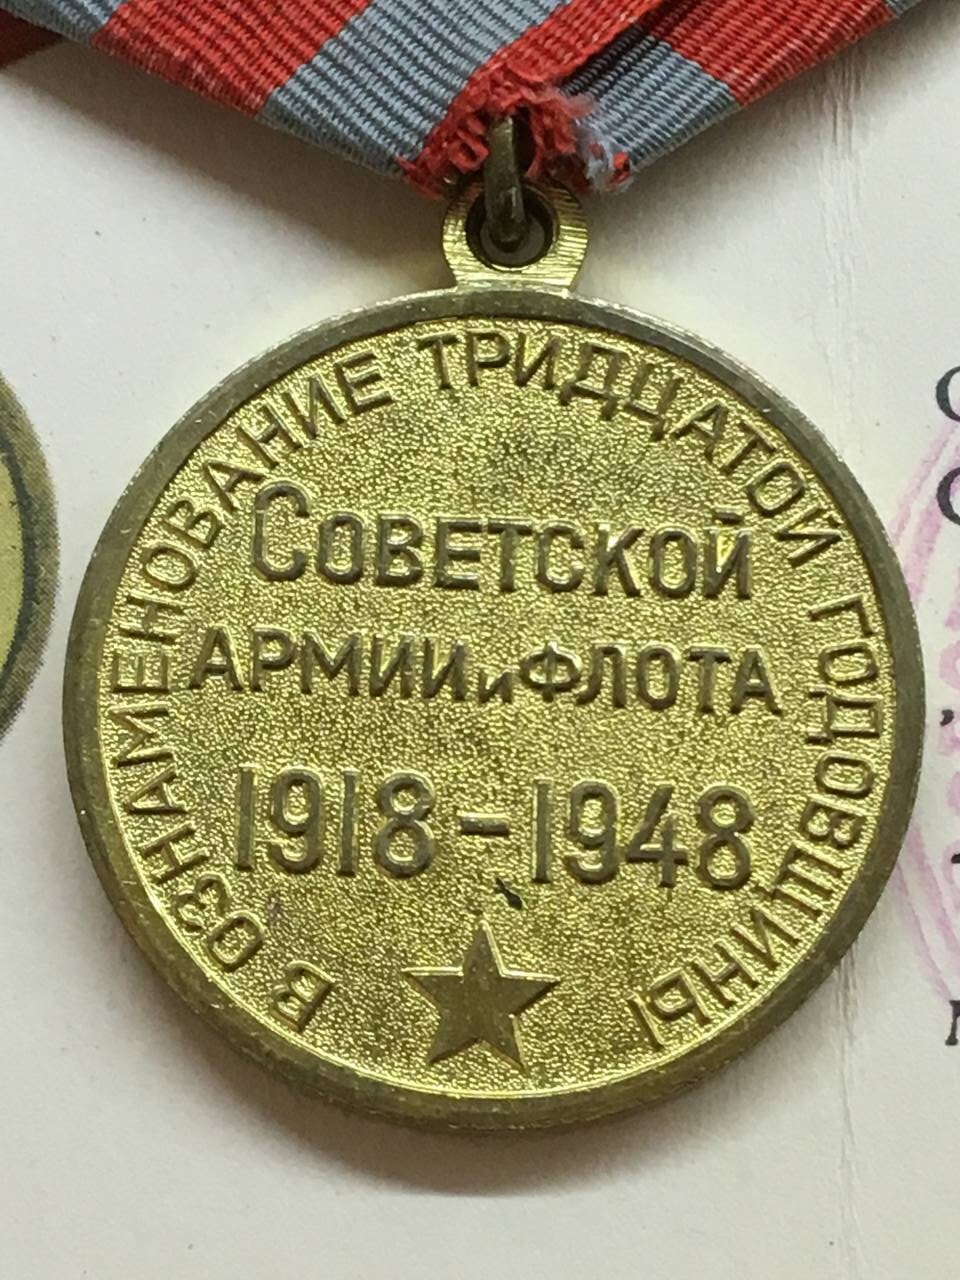 В ОЗНАМЕНОВАНИЕ ТРИДЦАТОЙ ГОДОВЩИНЫ
СОВЕТСКОЙ
АРМИИ и ФЛОТА
1918-1948